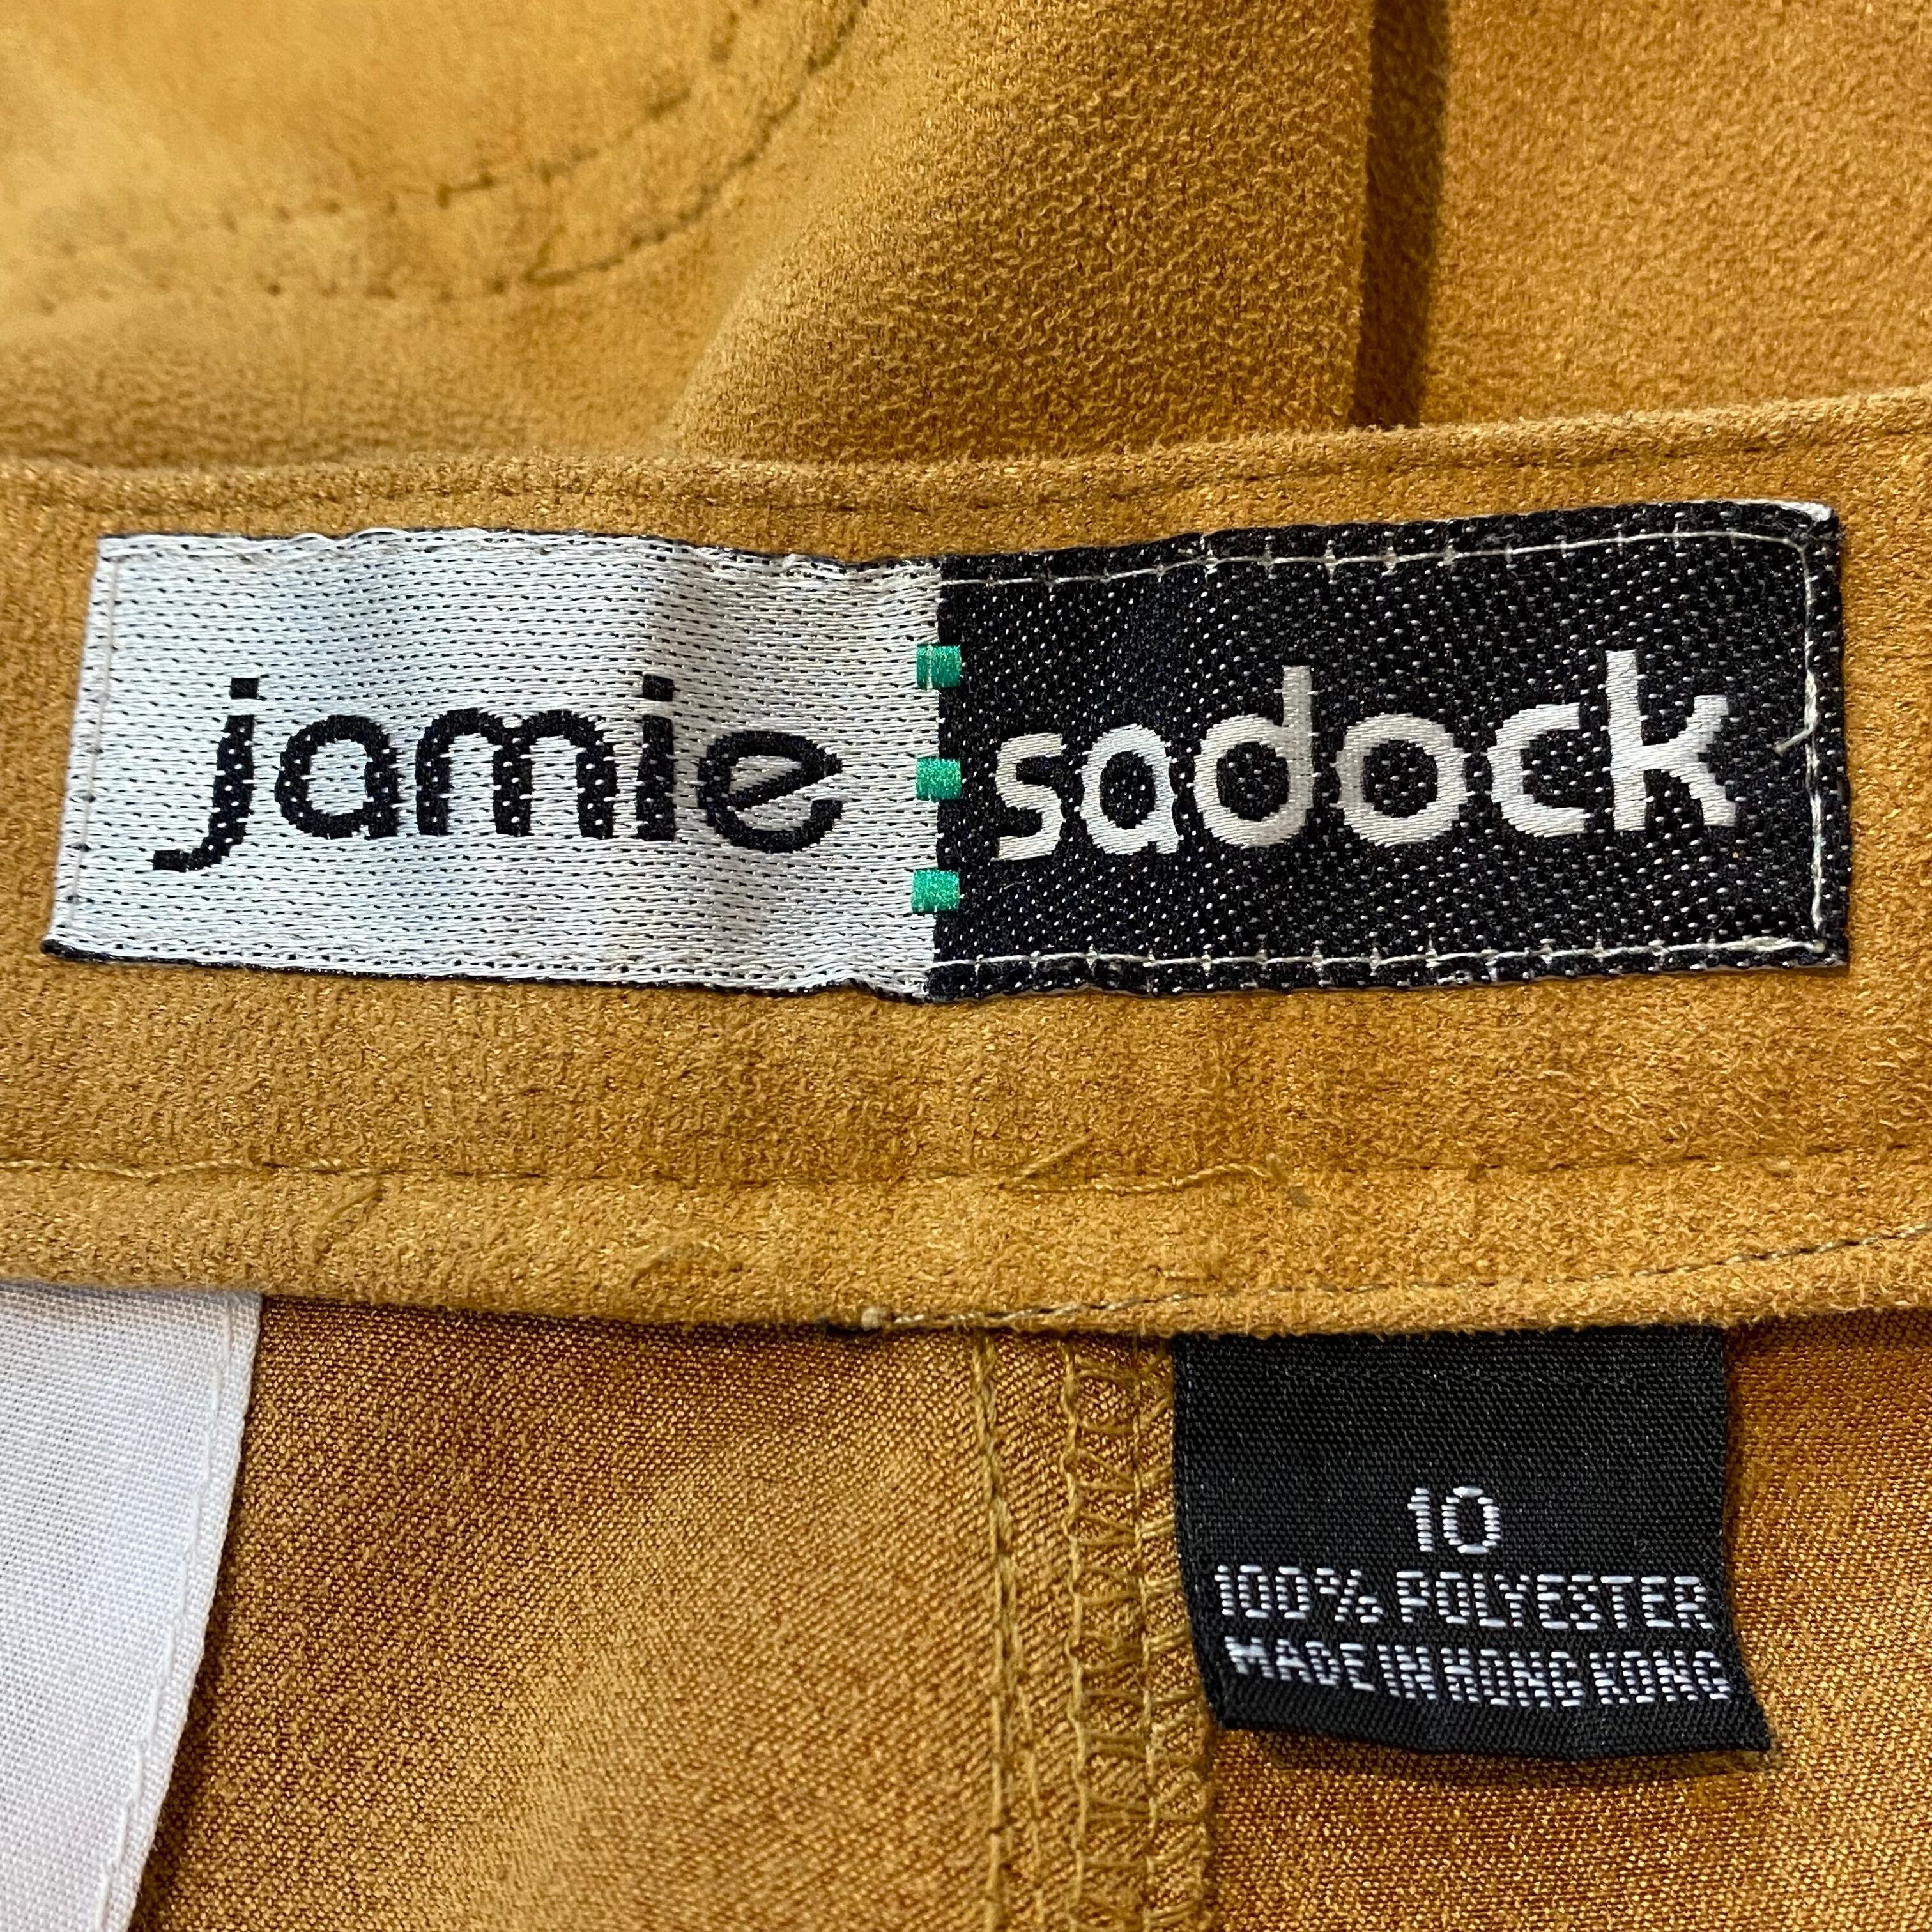 jamie sadock
10
100% POLYESTER
MADE IN HONG KONG